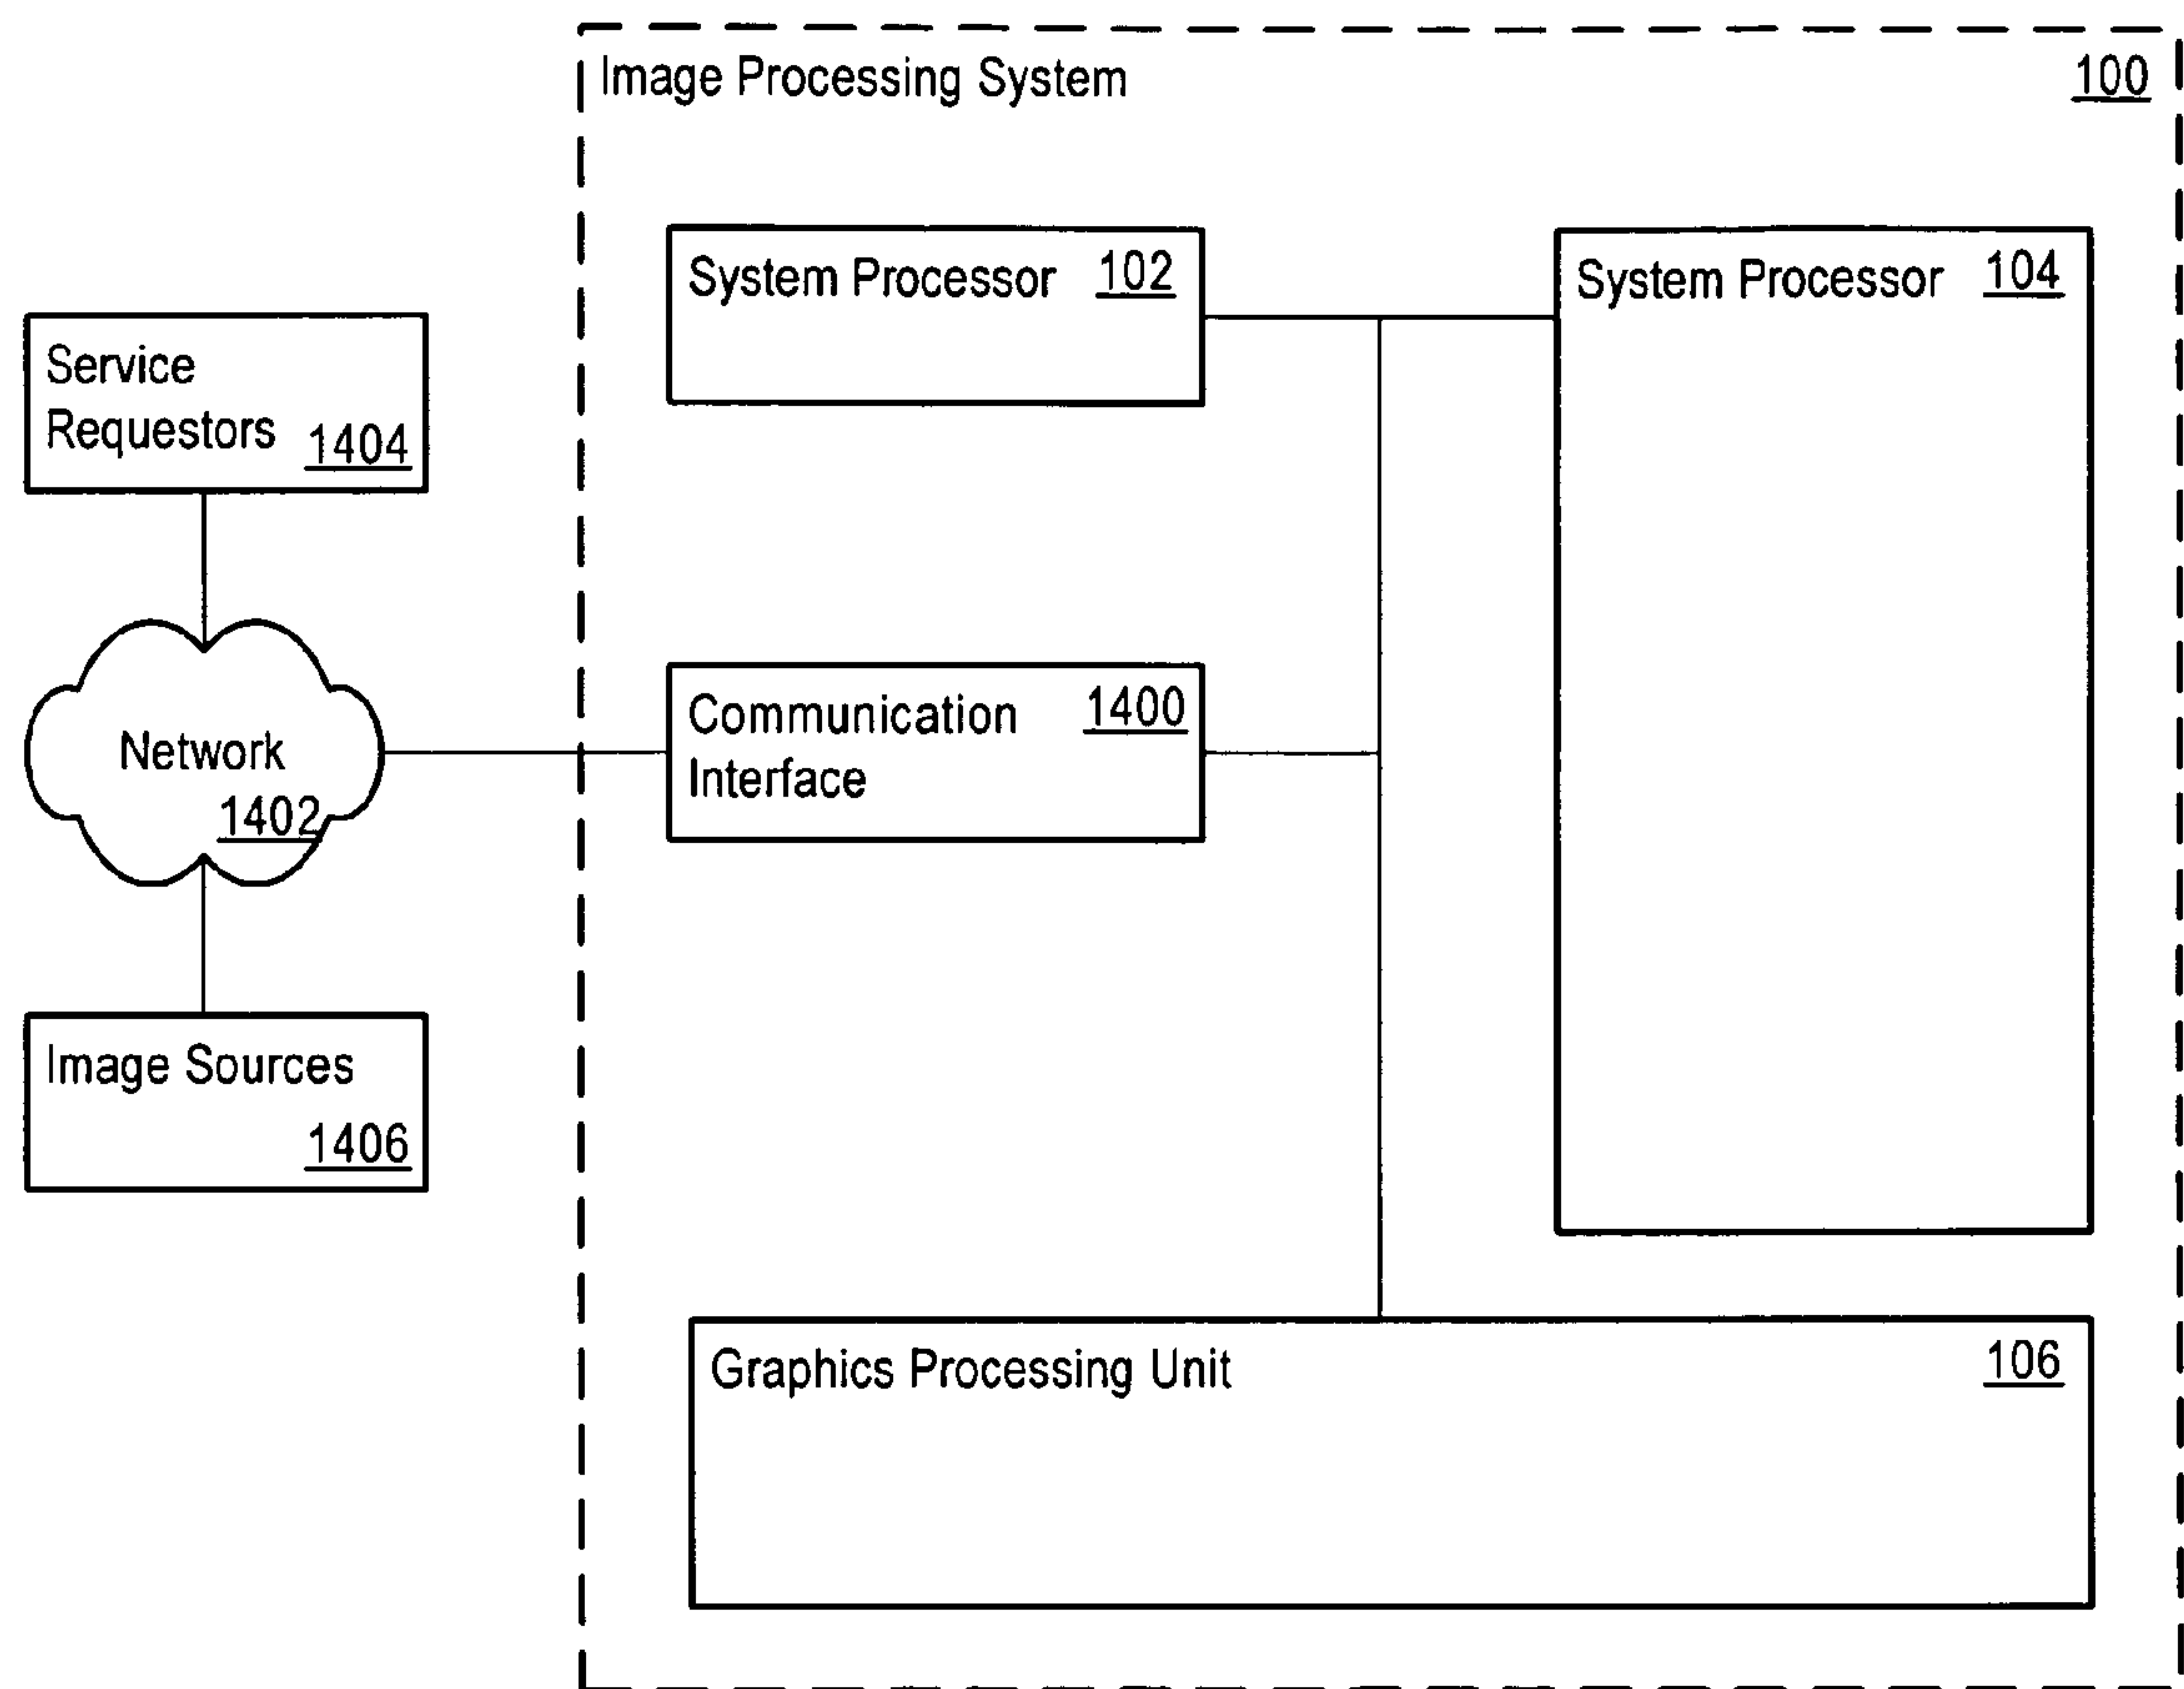 Image Processing System 100
System Processor 102
System Processor 104
Service
Requestors 1404
Communication 1400
Interface
Network
1402
Image Sources
1406
Graphics Processing Unit 106